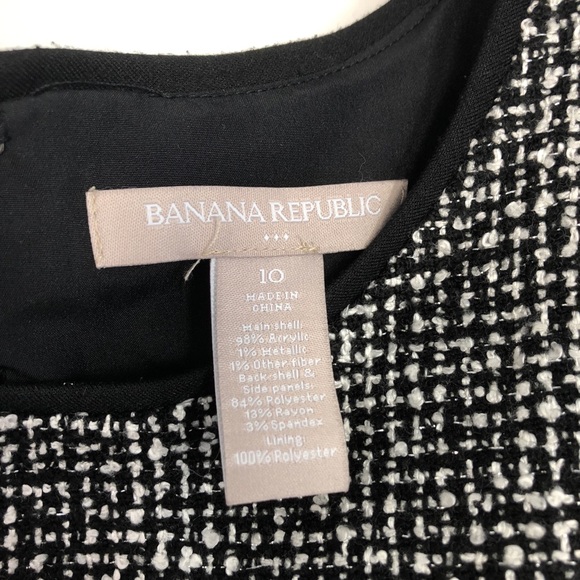 BANANA REPUBLIC
10
MADE IN
CHINA
Main shell:
98% Acrylic
1% Metallic
1% Other fiber
Back shell &
Side panels:
84% Polyester
13% Rayon
3% Spandex
Lining:
100% Polyester